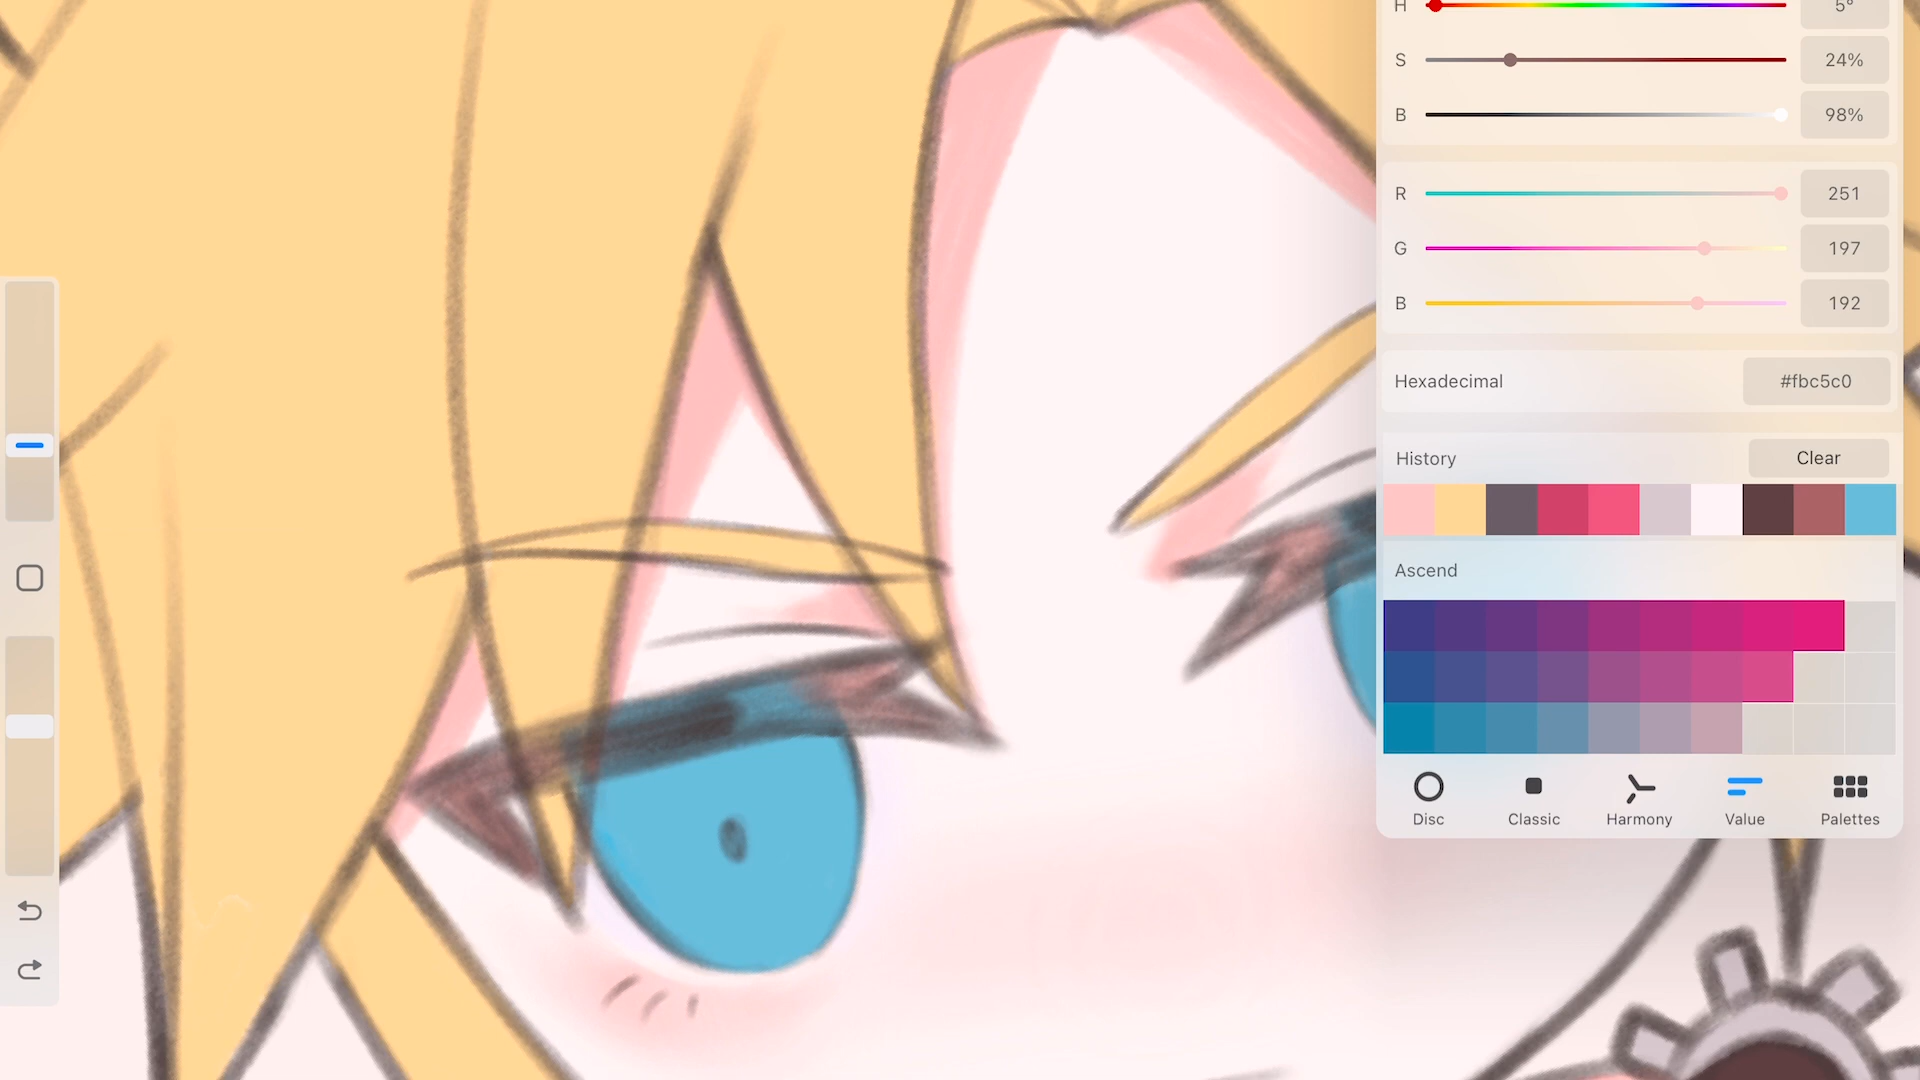 H 5°
S 24%
B 98%
R 251
G 197
B 192
Hexadecimal #fbc5c0
History Clear
Ascend
Disc Classic Harmony Value Palettes